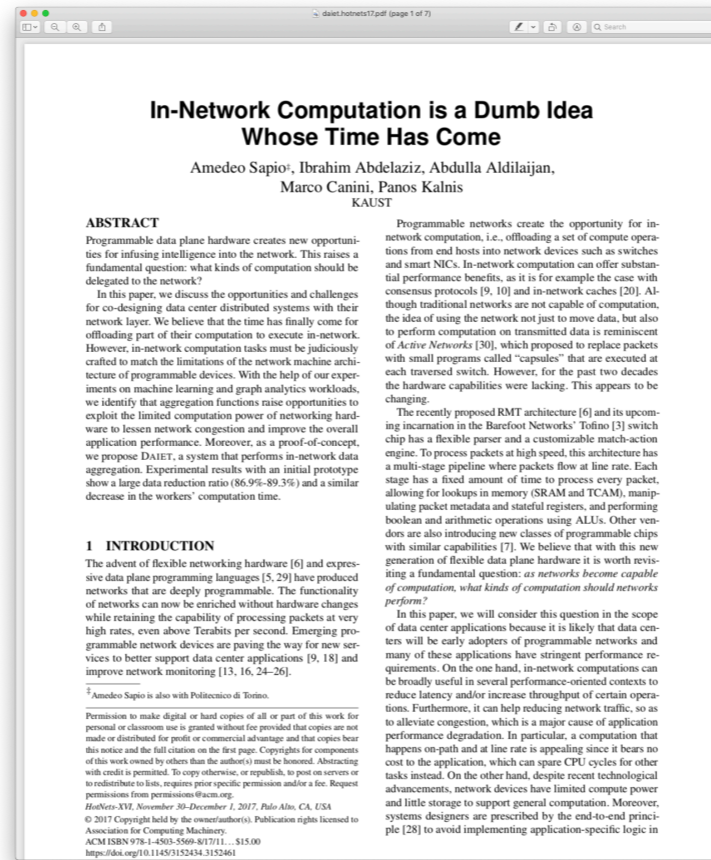 daiet.hotnets17.pdf (page 1 of 7)
Search
In-Network Computation is a Dumb Idea
Whose Time Has Come
Amedeo Sapio‡, Ibrahim Abdelaziz, Abdulla Aldilaijan,
Marco Canini, Panos Kalnis
KAUST
ABSTRACT
Programmable data plane hardware creates new opportuni-
ties for infusing intelligence into the network. This raises a
fundamental question: what kinds of computation should be
delegated to the network?
In this paper, we discuss the opportunities and challenges
for co-designing data center distributed systems with their
network layer. We believe that the time has finally come for
offloading part of their computation to execute in-network.
However, in-network computation tasks must be judiciously
crafted to match the limitations of the network machine archi-
tecture of programmable devices. With the help of our exper-
iments on machine learning and graph analytics workloads,
we identify that aggregation functions raise opportunities to
exploit the limited computation power of networking hard-
ware to lessen network congestion and improve the overall
application performance. Moreover, as a proof-of-concept,
we propose DAIET, a system that performs in-network data
aggregation. Experimental results with an initial prototype
show a large data reduction ratio (86.9%-89.3%) and a similar
decrease in the workers' computation time.
1 INTRODUCTION
The advent of flexible networking hardware [6] and expres-
sive data plane programming languages [5, 29] have produced
networks that are deeply programmable. The functionality
of networks can now be enriched without hardware changes
while retaining the capability of processing packets at very
high rates, even above Terabits per second. Emerging pro-
grammable network devices are paving the way for new ser-
vices to better support data center applications [9, 18] and
improve network monitoring [13, 16, 24–26].
‡Amedeo Sapio is also with Politecnico di Torino.
Permission to make digital or hard copies of all or part of this work for
personal or classroom use is granted without fee provided that copies are not
made or distributed for profit or commercial advantage and that copies bear
this notice and the full citation on the first page. Copyrights for components
of this work owned by others than the author(s) must be honored. Abstracting
with credit is permitted. To copy otherwise, or republish, to post on servers or
to redistribute to lists, requires prior specific permission and/or a fee. Request
permissions from permissions@acm.org.
HotNets-XVI, November 30–December 1, 2017, Palo Alto, CA, USA
© 2017 Copyright held by the owner/author(s). Publication rights licensed to
Association for Computing Machinery.
ACM ISBN 978-1-4503-5569-8/17/11...$15.00
https://doi.org/10.1145/3152434.3152461
Programmable networks create the opportunity for in-
network computation, i.e., offloading a set of compute opera-
tions from end hosts into network devices such as switches
and smart NICs. In-network computation can offer substan-
tial performance benefits, as it is for example the case with
consensus protocols [9, 10] and in-network caches [20]. Al-
though traditional networks are not capable of computation,
the idea of using the network not just to move data, but also
to perform computation on transmitted data is reminiscent
of Active Networks [30], which proposed to replace packets
with small programs called “capsules” that are executed at
each traversed switch. However, for the past two decades
the hardware capabilities were lacking. This appears to be
changing.
The recently proposed RMT architecture [6] and its upcom-
ing incarnation in the Barefoot Networks' Tofino [3] switch
chip has a flexible parser and a customizable match-action
engine. To process packets at high speed, this architecture has
a multi-stage pipeline where packets flow at line rate. Each
stage has a fixed amount of time to process every packet,
allowing for lookups in memory (SRAM and TCAM), manip-
ulating packet metadata and stateful registers, and performing
boolean and arithmetic operations using ALUs. Other ven-
dors are also introducing new classes of programmable chips
with similar capabilities [7]. We believe that with this new
generation of flexible data plane hardware it is worth revis-
iting a fundamental question: as networks become capable
of computation, what kinds of computation should networks
perform?
In this paper, we will consider this question in the scope
of data center applications because it is likely that data cen-
ters will be early adopters of programmable networks and
many of these applications have stringent performance re-
quirements. On the one hand, in-network computations can
be broadly useful in several performance-oriented contexts to
reduce latency and/or increase throughput of certain opera-
tions. Furthermore, it can help reducing network traffic, so as
to alleviate congestion, which is a major cause of application
performance degradation. In particular, a computation that
happens on-path and at line rate is appealing since it bears no
cost to the application, which can spare CPU cycles for other
tasks instead. On the other hand, despite recent technological
advancements, network devices have limited compute power
and little storage to support general computation. Moreover,
systems designers are prescribed by the end-to-end princi-
ple [28] to avoid implementing application-specific logic in